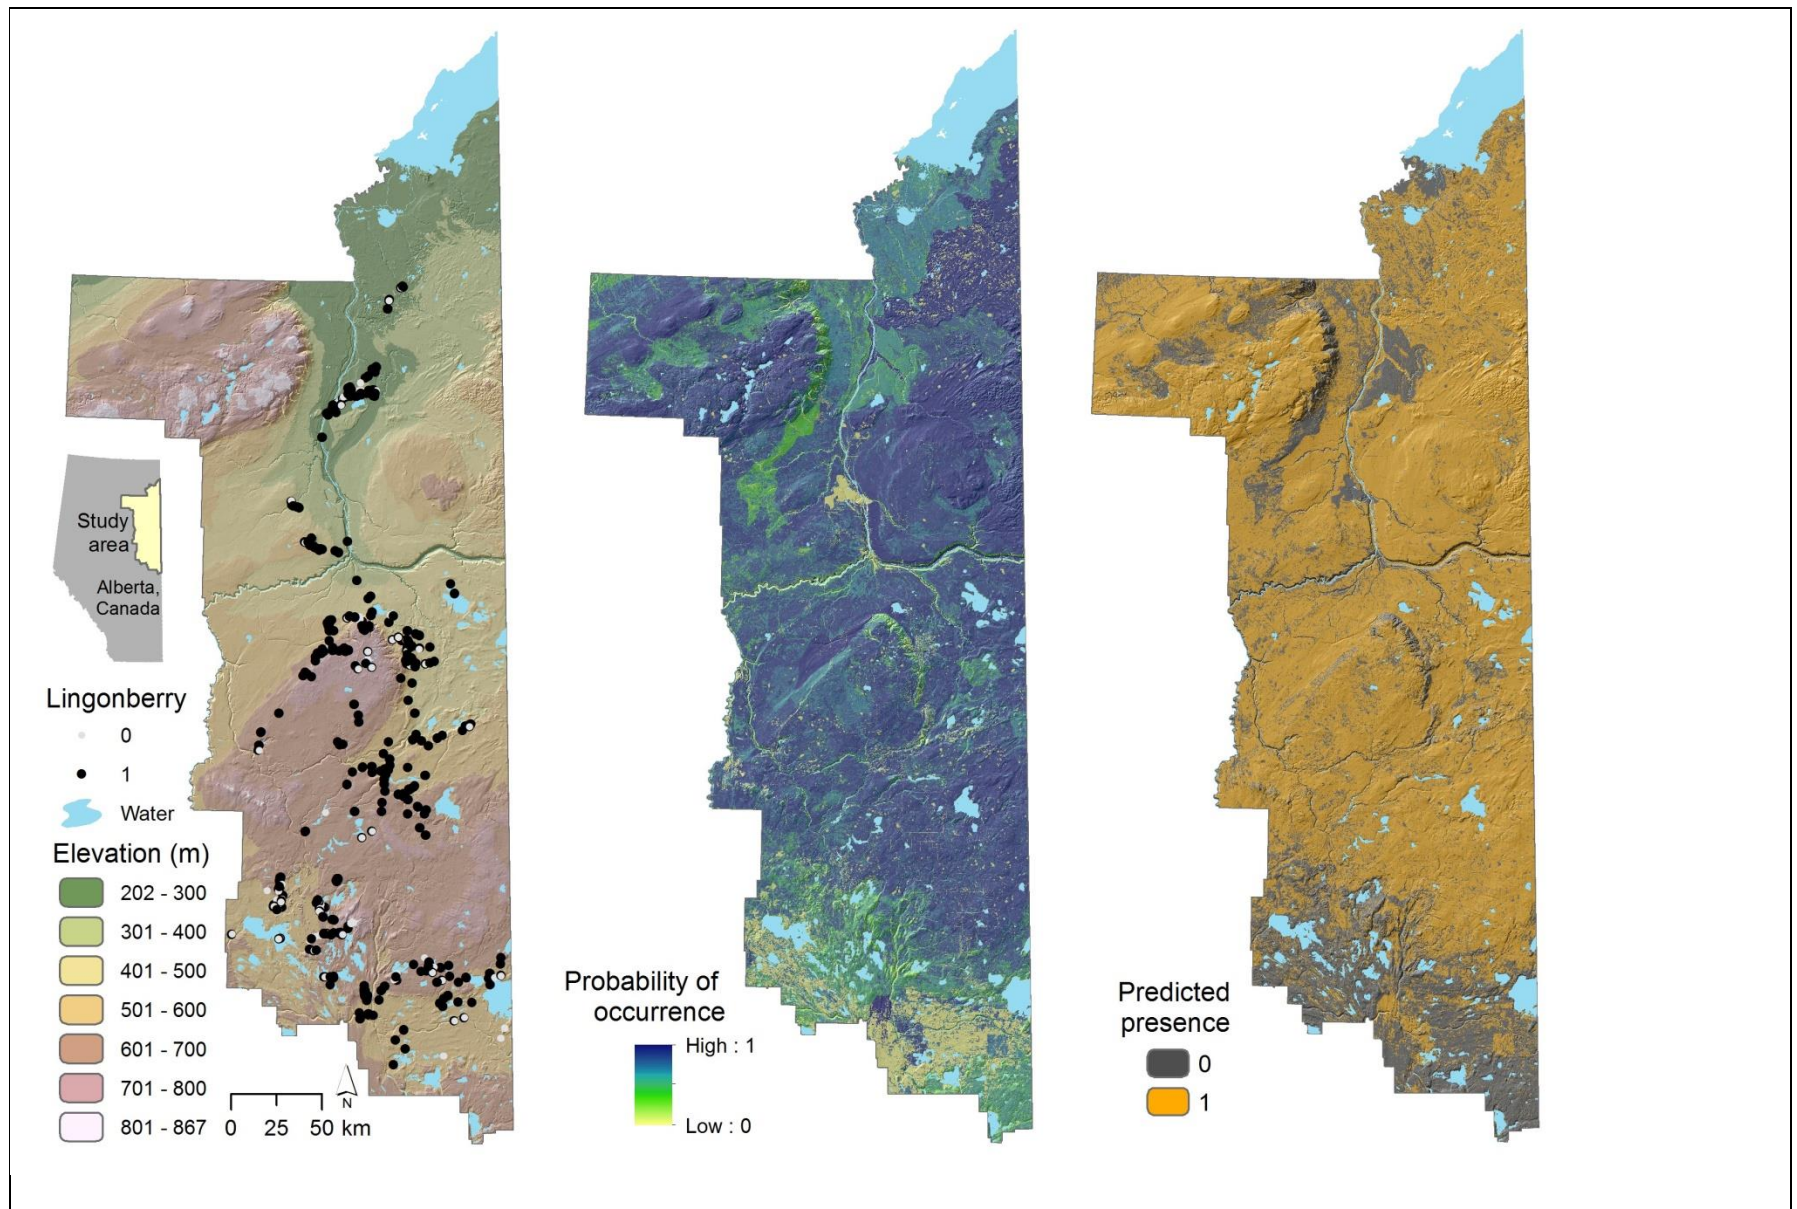 Study
area
Alberta,
Canada
Lingonberry
0
1
Water
Elevation (m)
202 - 300
301 - 400
401 - 500
501 - 600
601 - 700
701 - 800
801 - 867
N
0 25 50 km
Probability of
occurrence
High : 1
Low : 0
Predicted
presence
0
1